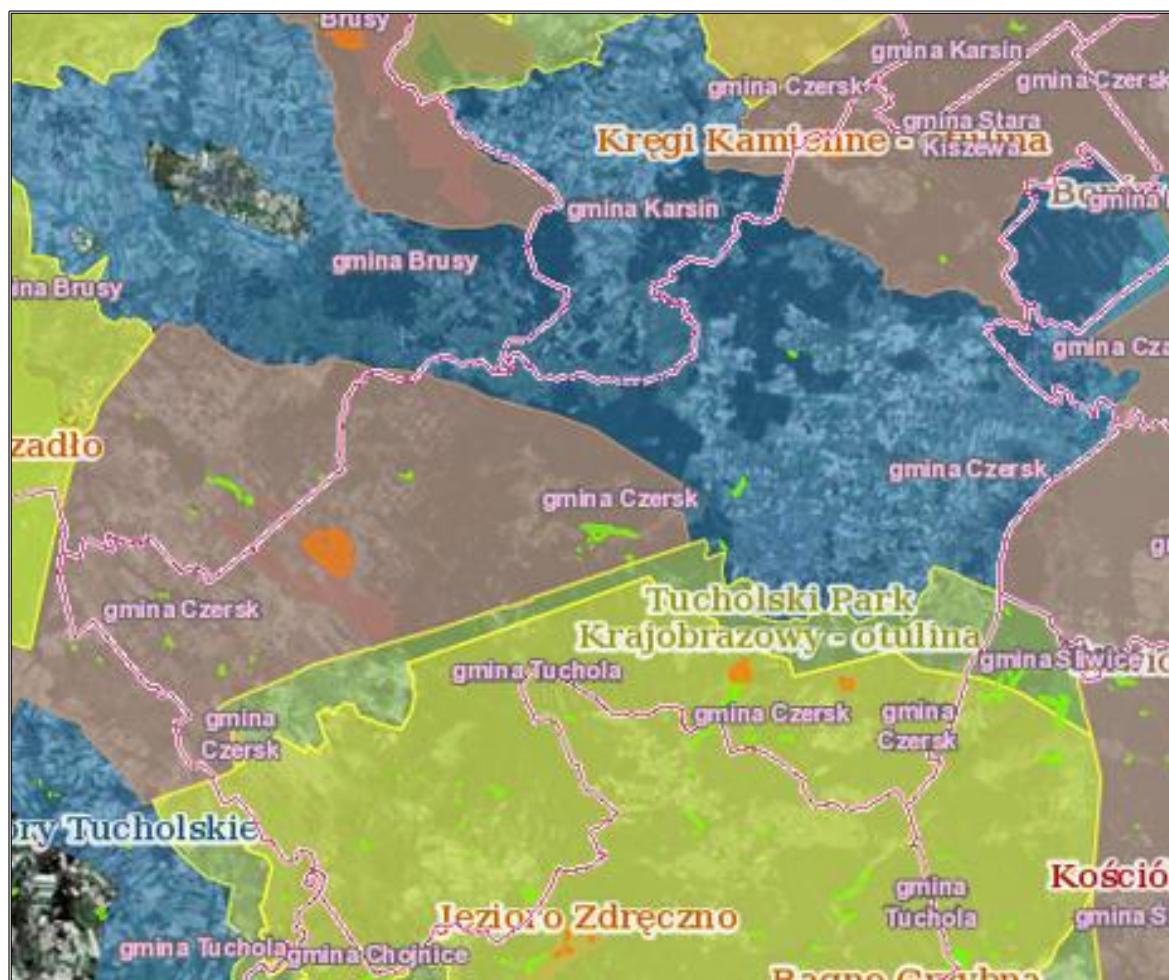 Brusy
gmina Karsin
gmina Czersk
gmina Czersk
gmina Stara
Kiszewa
Kręgi Kamienne - otulina
gmina Karsin
gmina Brusy
ina Brusy
gmina Cza
zadło
gmina Czersk
gmina Czersk
gmina Czersk
Tucholski Park
Krajobrazowy - otulina
gmina Śliwice
gmina Tuchola
gmina Czersk
gmina
Czersk
gmina
Czersk
ory Tucholskie
Kośció
gmina
Tuchola
gmina Ś
Jezioro Zdręczno
gmina Tuchola
gmina Chojnice